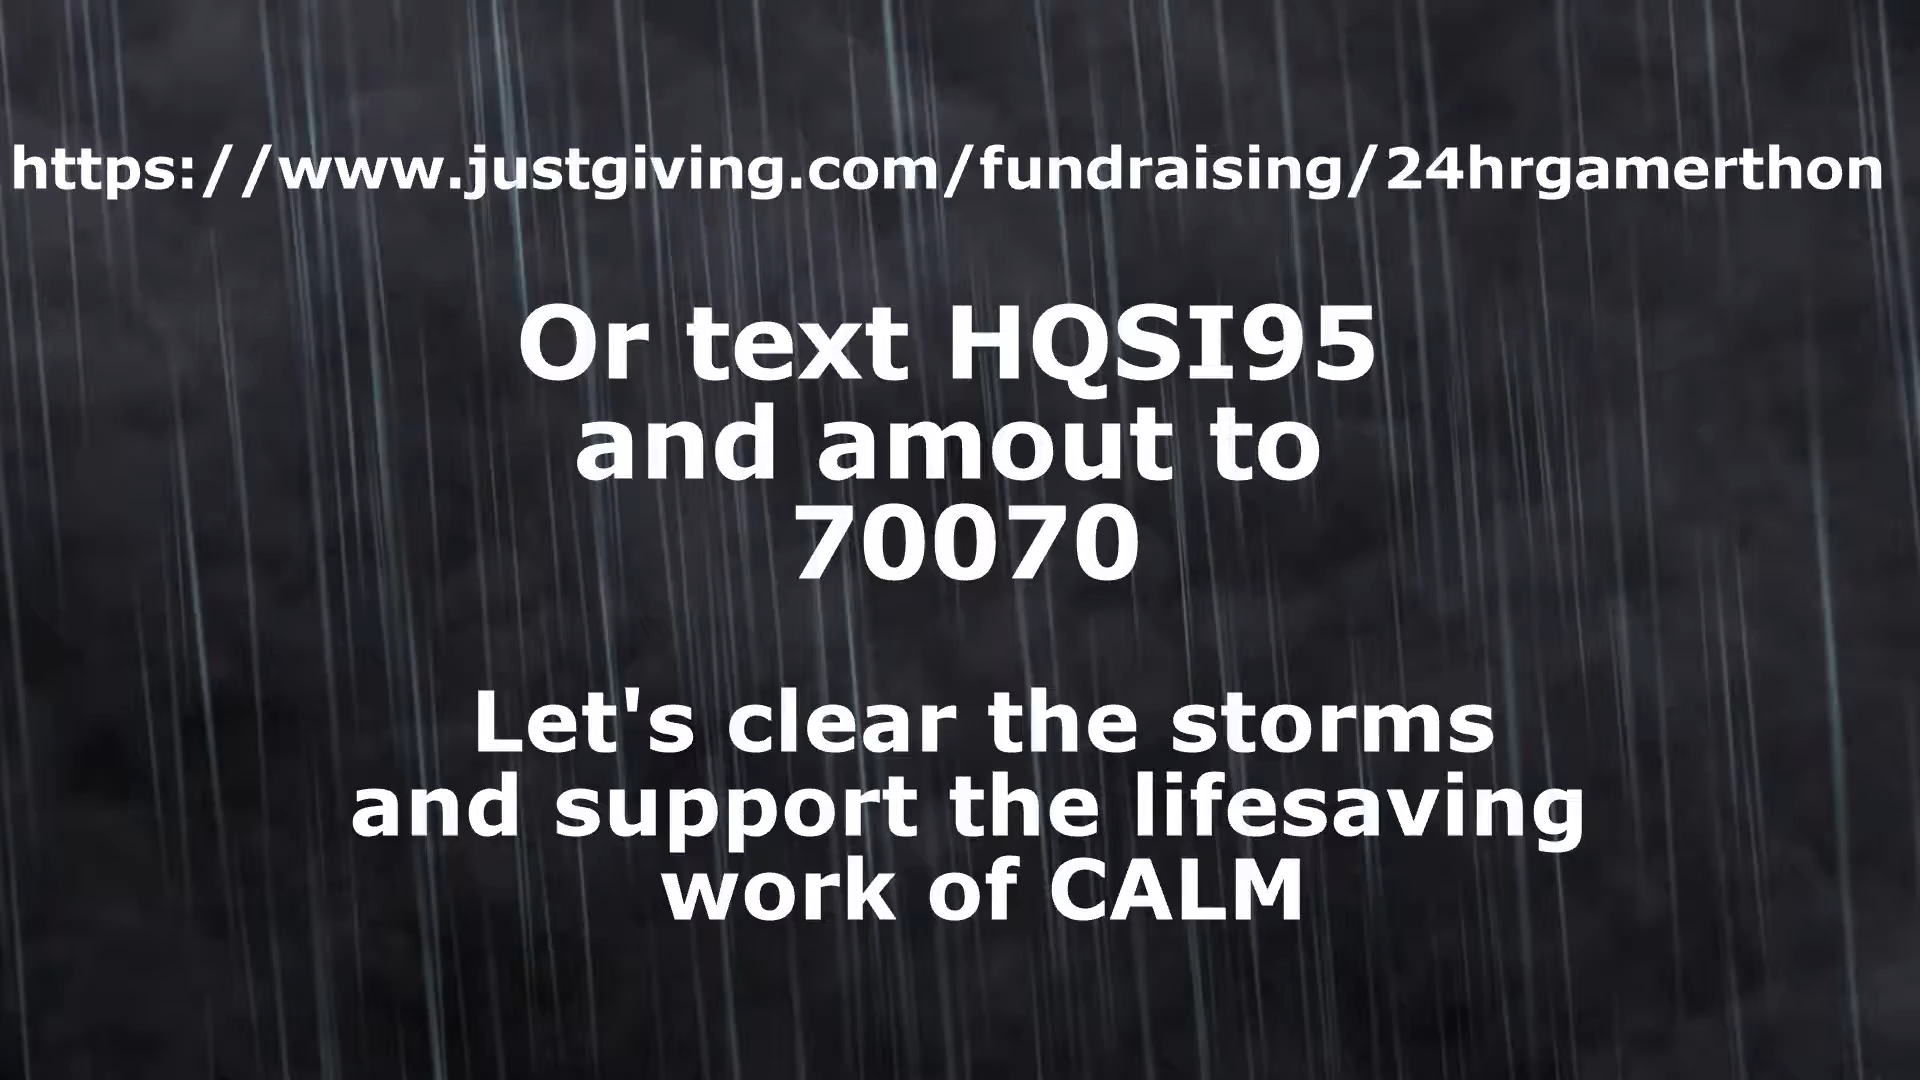 https://www.justgiving.com/fundraising/24hrgamerthon
Or text HQSI95
and amout to
70070
Let's clear the storms
and support the lifesaving
work of CALM